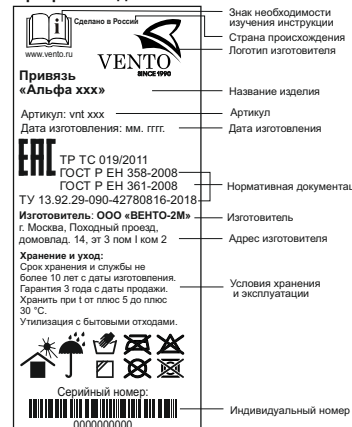 Знак необходимости
изучения инструкции
Сделано в России
Страна происхождения
Логотип изготовителя
www.vento.ru
VENTO
SINCE 1990
Привязь
«Альфа xxx»
Название изделия
Артикул: vnt xxx
Артикул
Дата изготовления: мм. гггг.
Дата изготовления
EAC
ТР ТС 019/2011
ГОСТ Р ЕН 358-2008
ГОСТ Р ЕН 361-2008
Нормативная документац
ТУ 13.92.29-090-42780816-2018
Изготовитель: ООО «ВЕНТО-2М»
Изготовитель
г. Москва, Походный проезд,
домовлад. 14, эт 3 пом I ком 2
Адрес изготовителя
Хранение и уход:
Срок хранения и службы не
более 10 лет с даты изготовления.
Гарантия 3 года с даты продажи.
Хранить при t от плюс 5 до плюс
30 °С.
Утилизация с бытовыми отходами.
Условия хранения
и эксплуатации
Серийный номер:
Индивидуальный номер
0000000000